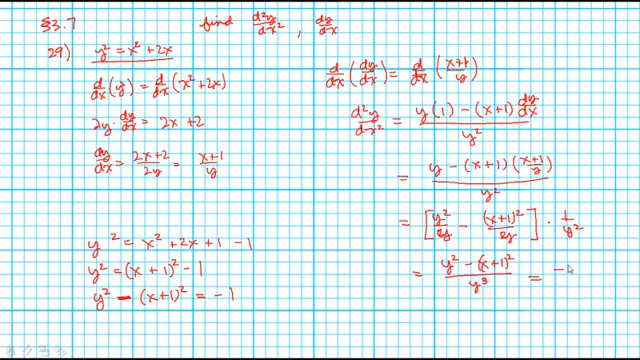 §3.7 find d²y/dx² , dy/dx
29) y² = x² + 2x
d/dx (y²) = d/dx (x² + 2x)
2y · dy/dx = 2x + 2
dy/dx = (2x+2)/2y = (x+1)/y
y² = x² + 2x + 1 - 1
y² = (x + 1)² - 1
y² - (x+1)² = -1
d/dx (dy/dx) = d/dx ((x+1)/y)
d²y/dx² = (y(1) - (x+1) dy/dx)/y²
= (y - (x+1)((x+1)/y))/y²
= [y²/y - (x+1)²/y] · 1/y²
= (y² - (x+1)²)/y³ = -